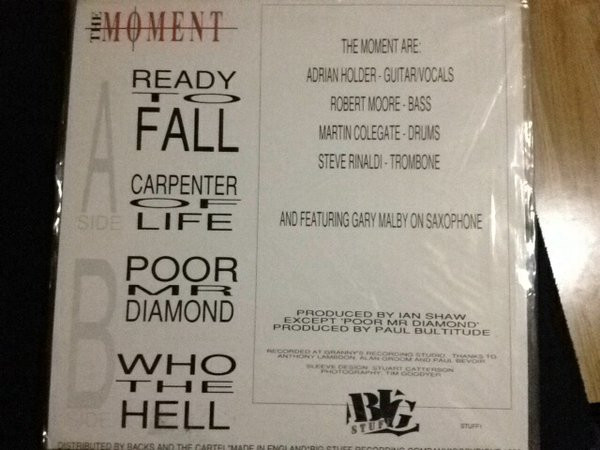 THE MOMENT
A
SIDE
READY
TO
FALL
CARPENTER
OF
LIFE
B
POOR
MR
DIAMOND
WHO
THE
HELL
THE MOMENT ARE:
ADRIAN HOLDER - GUITAR/VOCALS
ROBERT MOORE - BASS
MARTIN COLEGATE - DRUMS
STEVE RINALDI - TROMBONE
AND FEATURING GARY MALBY ON SAXOPHONE
PRODUCED BY IAN SHAW
EXCEPT 'POOR MR DIAMOND'
PRODUCED BY PAUL BULTITUDE
RECORDED AT GRANNY'S RECORDING STUDIO. THANKS TO
ANTHONY LAMBDON, ALAN GROOM AND PAUL BEVOIR
SLEEVE DESIGN: STUART CATTERSON
PHOTOGRAPHY: TIM GOODYER
BIG
STUFF
STUFF1
DISTRIBUTED BY BACKS AND THE CARTEL*MADE IN ENGLAND*BIG STUFF RECORDING